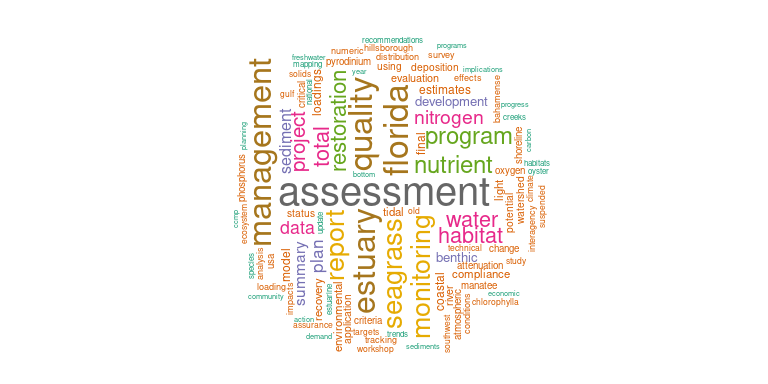 recommendations
programs
numeric
hillsborough
freshwater
distribution
survey
mapping
pyrodinium
using
deposition
implications
solids
year
evaluation
effects
gulf
critical
national
loadings
restoration
quality
florida
estimates
development
bahamense
progress
creeks
management
planning
phosphorus
sediment
project
total
nitrogen
program
final
shoreline
carbon
bottom
nutrient
oxygen
habitats
oyster
assessment
light
potential
watershed
climate
interagency
suspended
ccmp
ecosystem
status
update
tidal
old
data
report
estuary
seagrass
monitoring
water
habitat
technical
change
species
analysis
usa
model
summary
plan
benthic
attenuation
study
compliance
loading
community
impacts
recovery
estuarine
environmental
application
coastal
river
manatee
economic
chlorophylla
atmospheric
conditions
southwest
action
assurance
demand
criteria
targets
trends
tracking
workshop
sediments